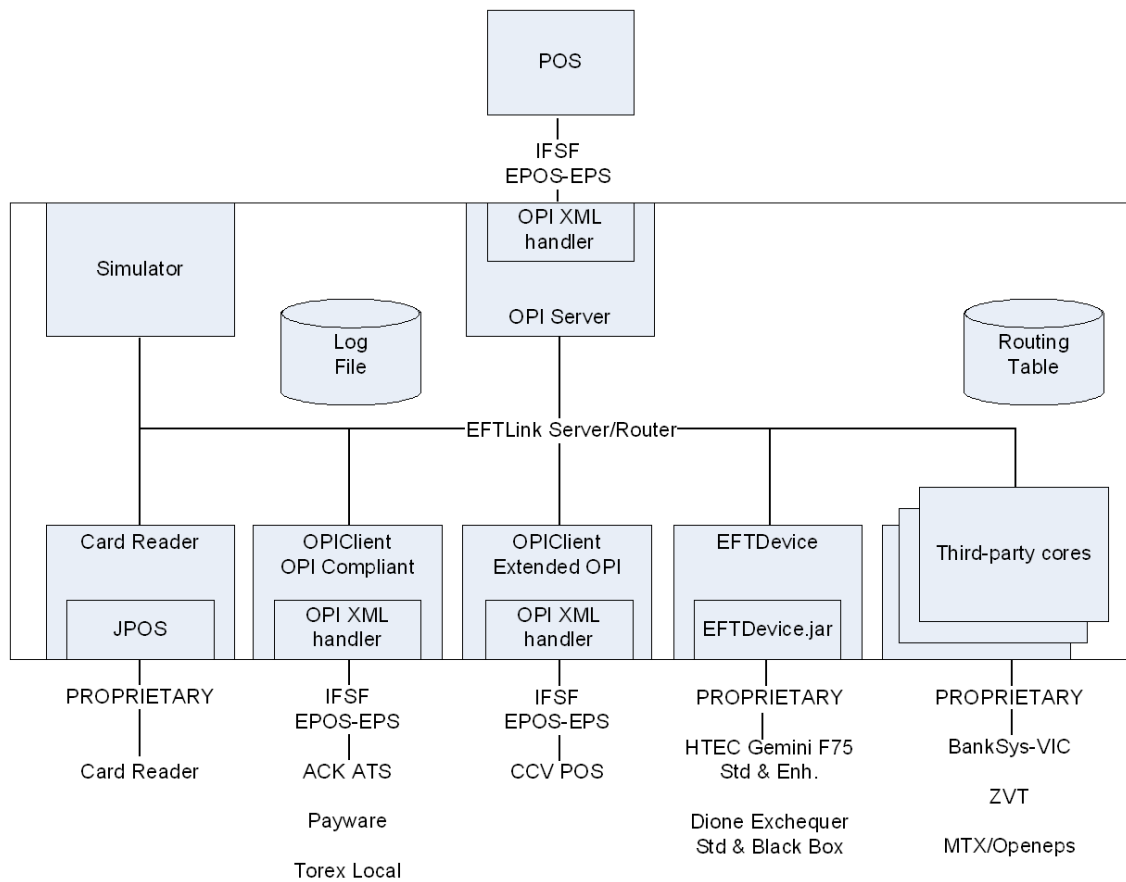 POS
IFSF
EPOS-EPS
OPI XML
handler
OPI Server
Simulator
Log
File
Routing
Table
EFTLink Server/Router
Card Reader
JPOS
OPIClient
OPI Compliant
OPI XML
handler
OPIClient
Extended OPI
OPI XML
handler
EFTDevice
EFTDevice.jar
Third-party cores
PROPRIETARY
Card Reader
IFSF
EPOS-EPS
ACK ATS
Payware
Torex Local
IFSF
EPOS-EPS
CCV POS
PROPRIETARY
HTEC Gemini F75
Std & Enh.
Dione Exchequer
Std & Black Box
PROPRIETARY
BankSys-VIC
ZVT
MTX/Openeps